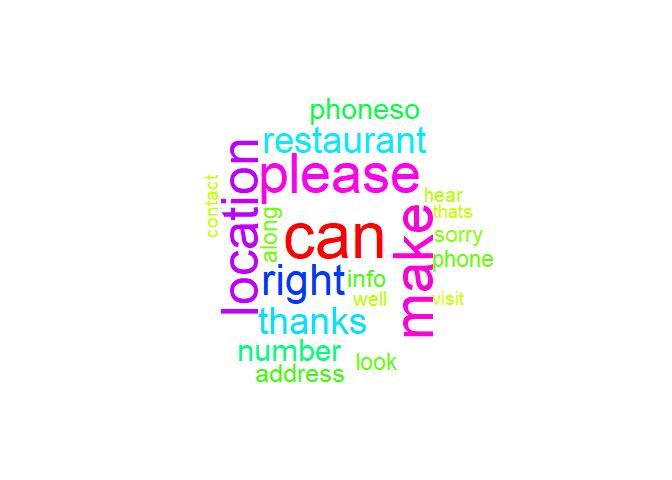 phoneso
restaurant
please
location
contact
along
can
make
hear
thats
sorry
phone
right
info
well
visit
thanks
number
look
address